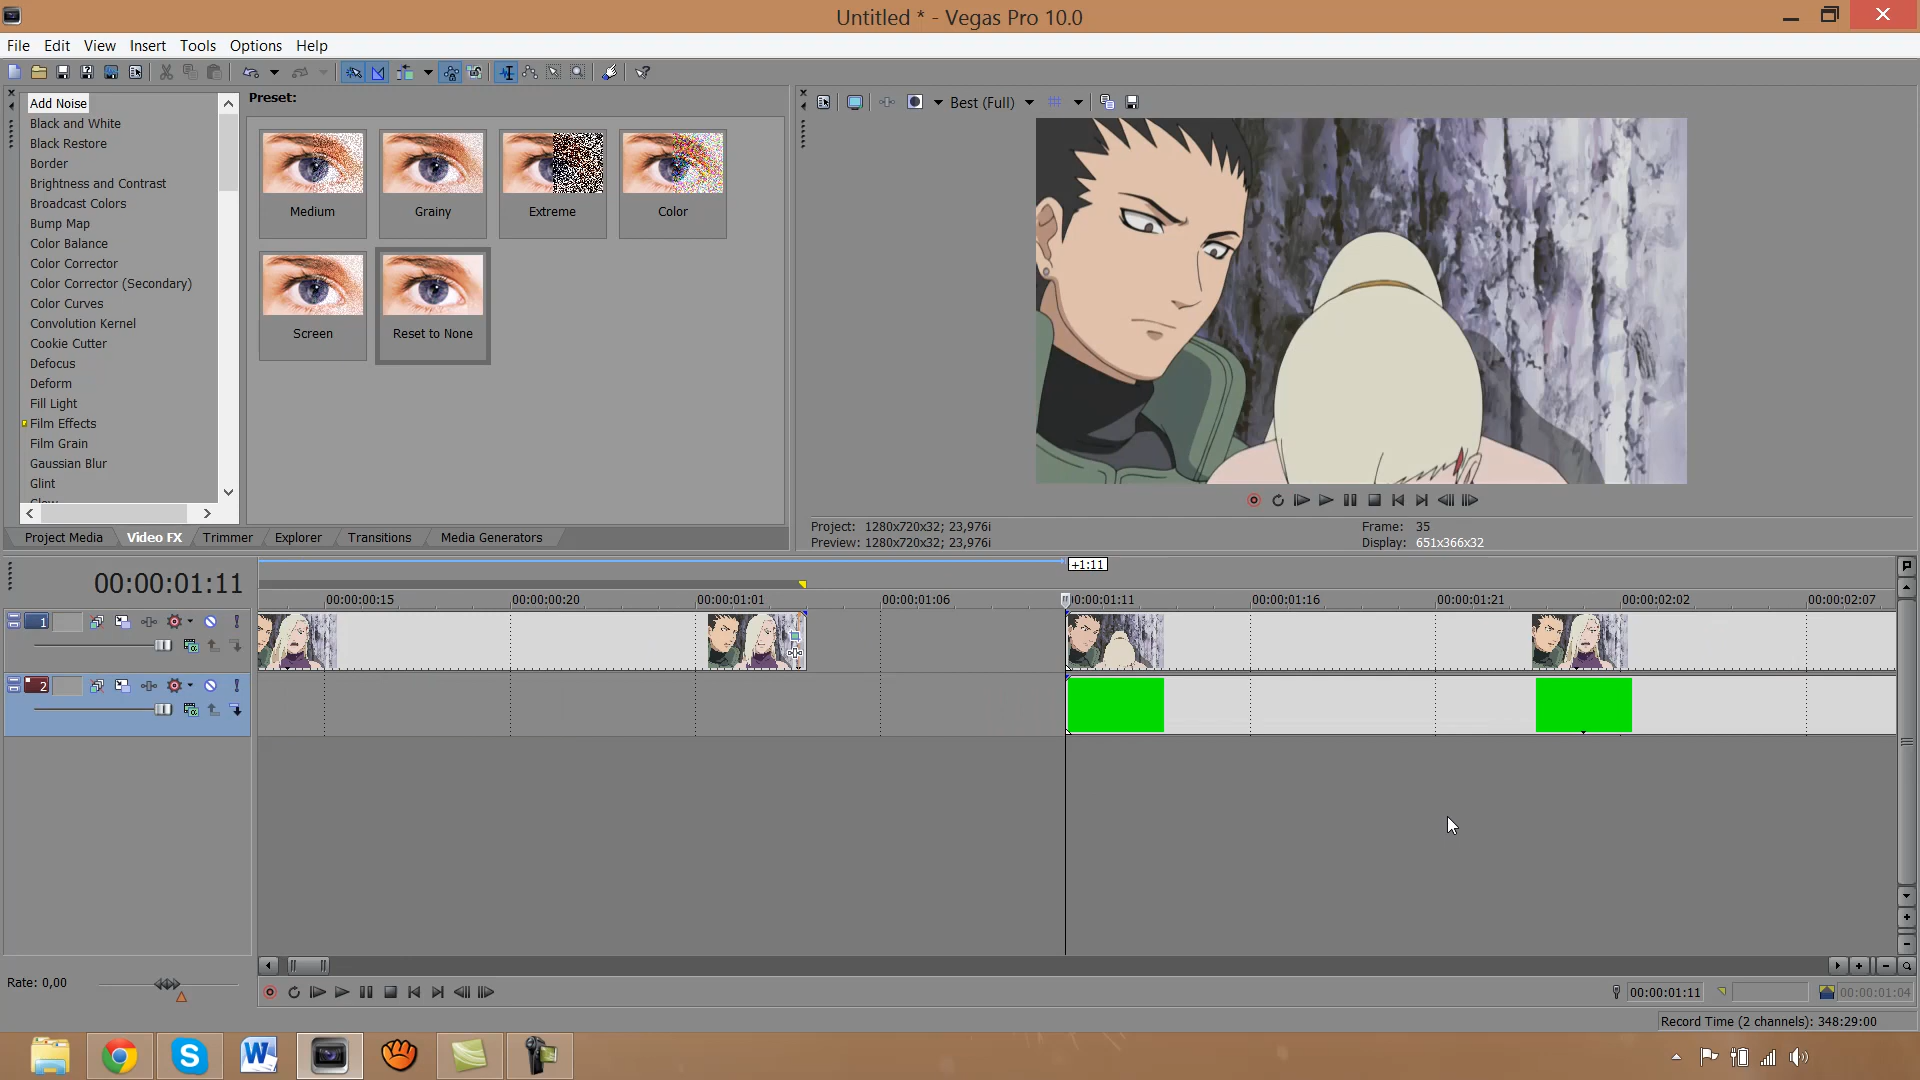 Untitled * - Vegas Pro 10.0
File Edit View Insert Tools Options Help
Add Noise
Black and White
Black Restore
Border
Brightness and Contrast
Broadcast Colors
Bump Map
Color Balance
Color Corrector
Color Corrector (Secondary)
Color Curves
Convolution Kernel
Cookie Cutter
Defocus
Deform
Fill Light
Film Effects
Film Grain
Gaussian Blur
Glint
Glow
Preset:
Medium Grainy Extreme Color
Screen Reset to None
Project Media Video FX Trimmer Explorer Transitions Media Generators
Best (Full)
Project: 1280x720x32; 23,976i
Preview: 1280x720x32; 23,976i
Frame: 35
Display: 651x366x32
00:00:01:11
+1:11
00:00:00:15 00:00:00:20 00:00:01:01 00:00:01:06 00:00:01:11 00:00:01:16 00:00:01:21 00:00:02:02 00:00:02:07
1
2
Rate: 0,00
00:00:01:11 00:00:01:04
Record Time (2 channels): 348:29:00